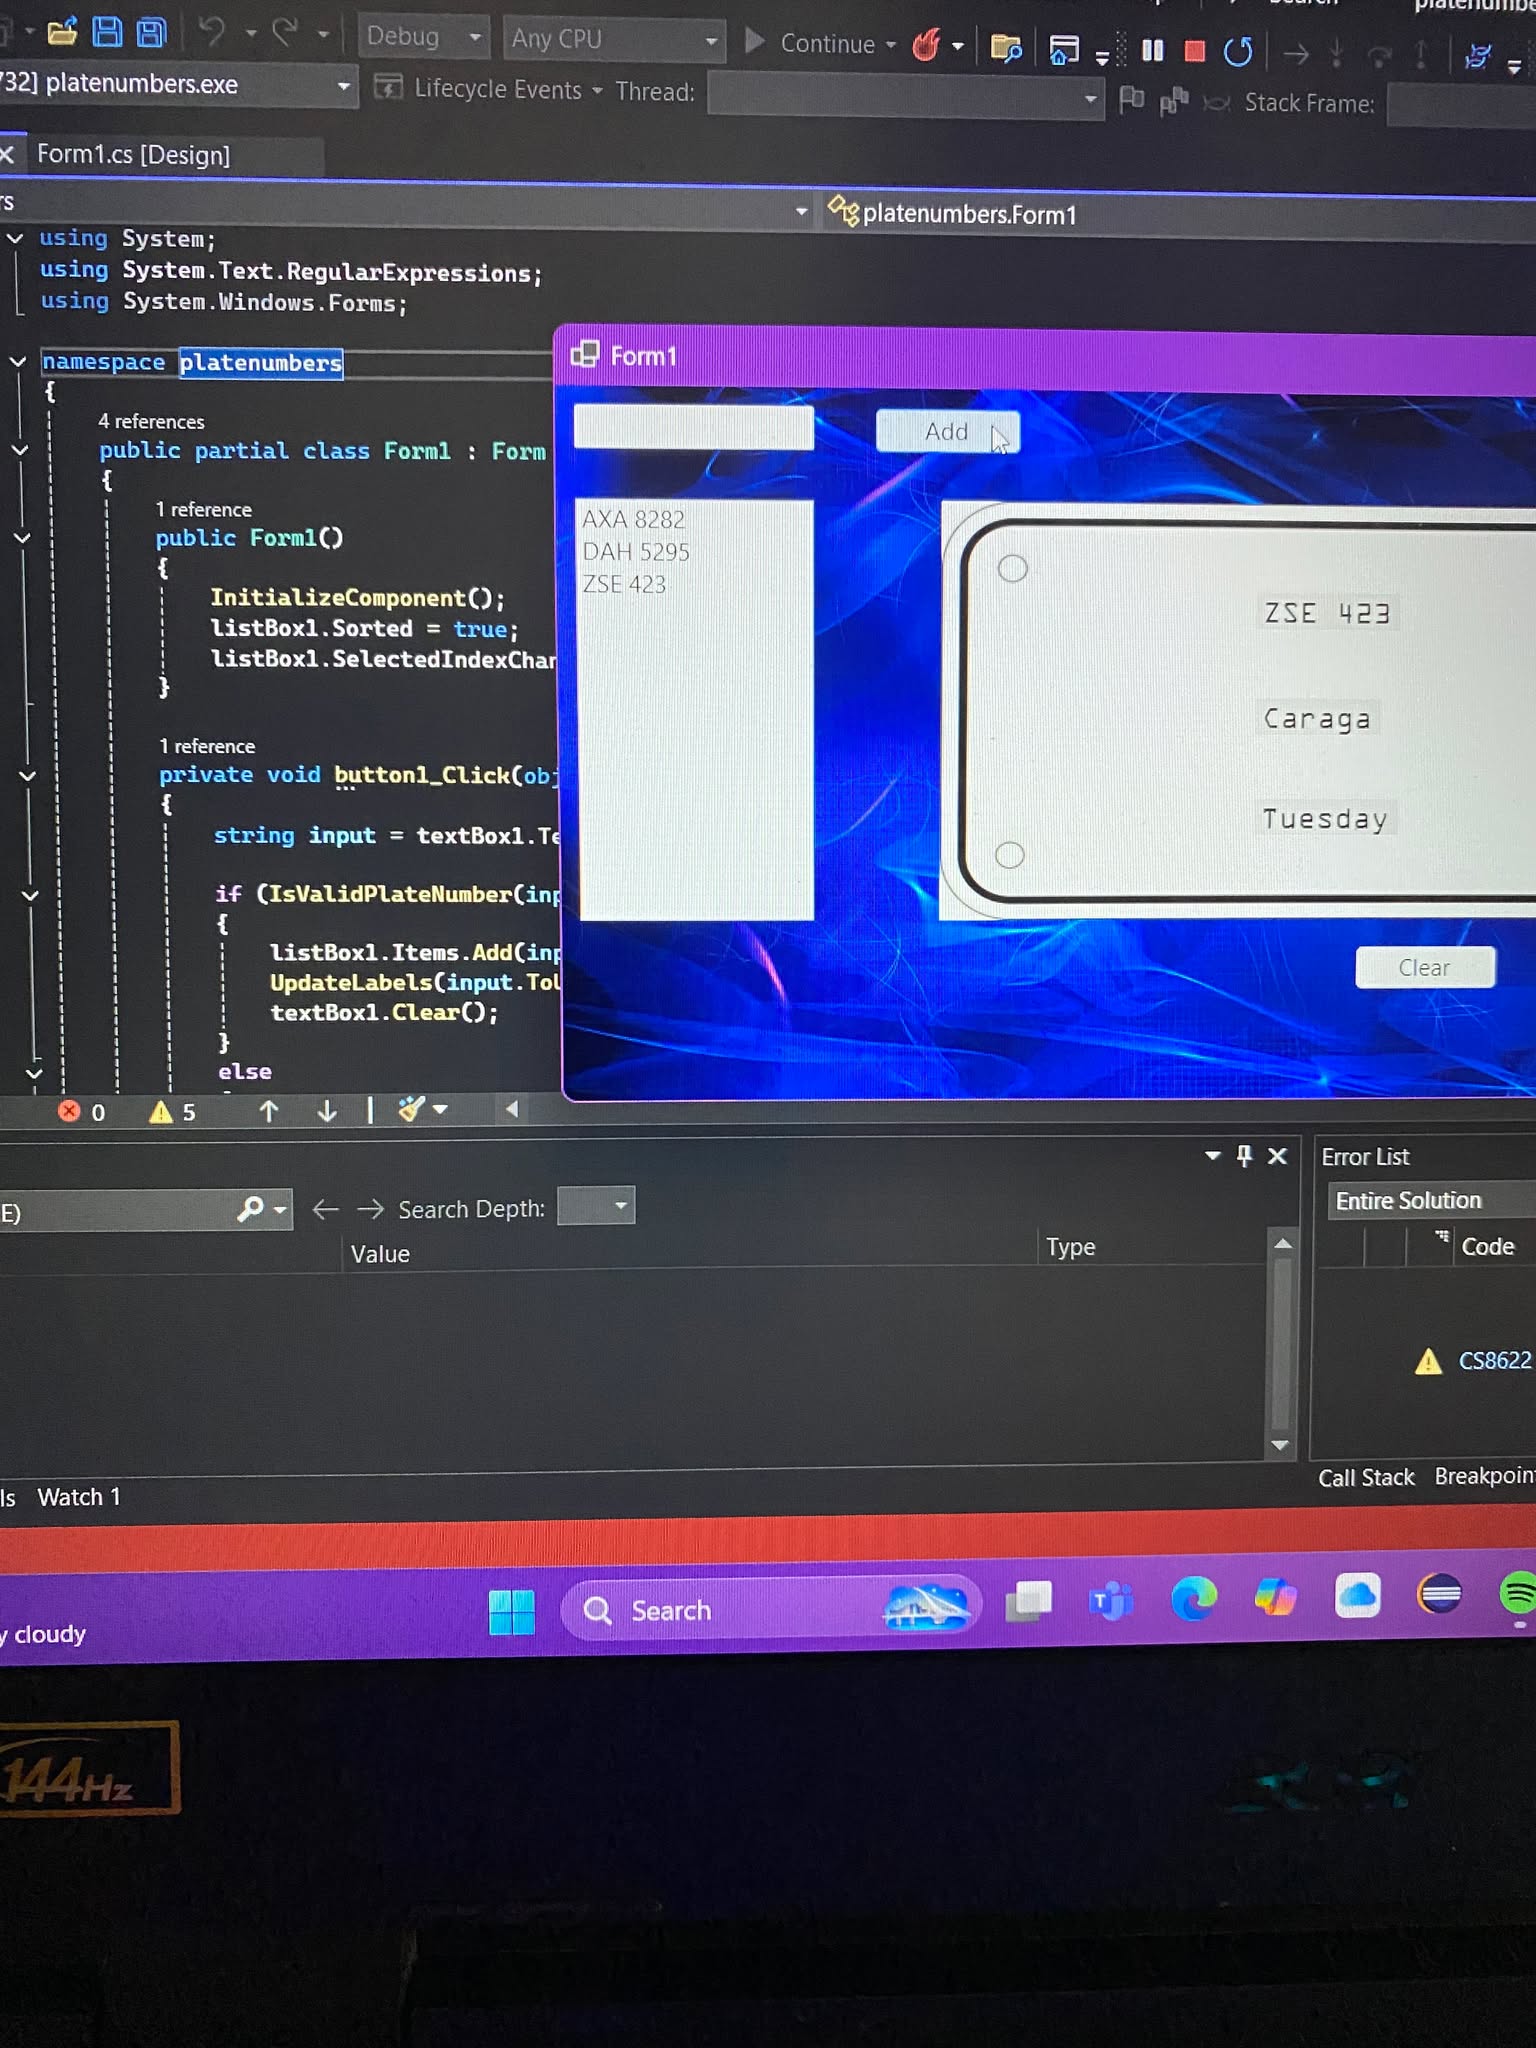 Debug Any CPU Continue
732] platenumbers.exe Lifecycle Events Thread: Stack Frame:
Form1.cs [Design]
rs platenumbers.Form1
using System;
using System.Text.RegularExpressions;
using System.Windows.Forms;
namespace platenumbers
{
4 references
public partial class Form1 : Form
{
1 reference
public Form1()
{
InitializeComponent();
listBox1.Sorted = true;
listBox1.SelectedIndexChan
}
1 reference
private void button1_Click(obj
{
string input = textBox1.Te
if (IsValidPlateNumber(inp
{
listBox1.Items.Add(inp
UpdateLabels(input.ToU
textBox1.Clear();
}
else
Form1
Add
AXA 8282
DAH 5295
ZSE 423
ZSE 423
Caraga
Tuesday
Clear
0 5
E) Search Depth:
Value Type
ls Watch 1
Error List
Entire Solution
Code
CS8622
Call Stack Breakpoin
y cloudy
Search
144Hz